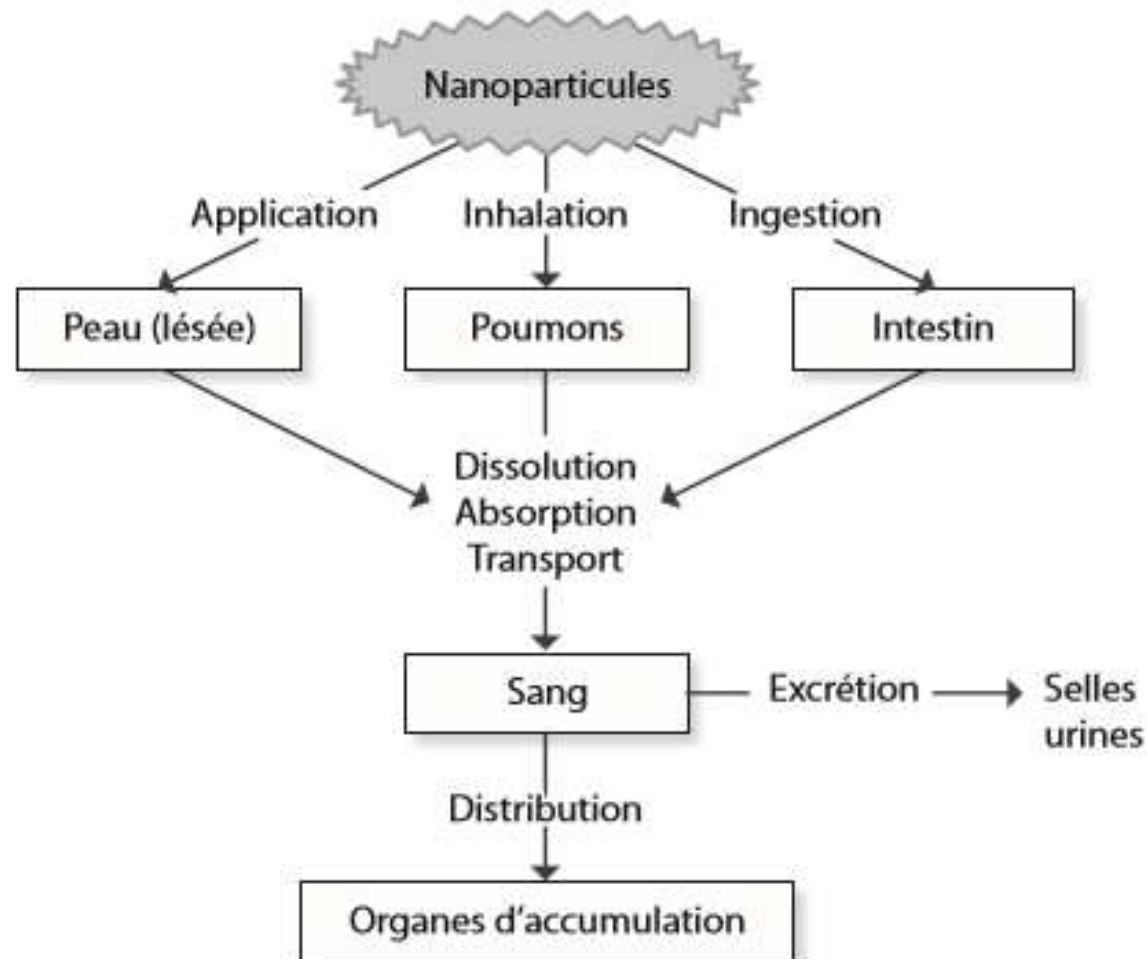 Nanoparticules
Application
Inhalation
Ingestion
Peau (lésée)
Poumons
Intestin
Dissolution
Absorption
Transport
Sang
Excrétion
Selles
urines
Distribution
Organes d'accumulation